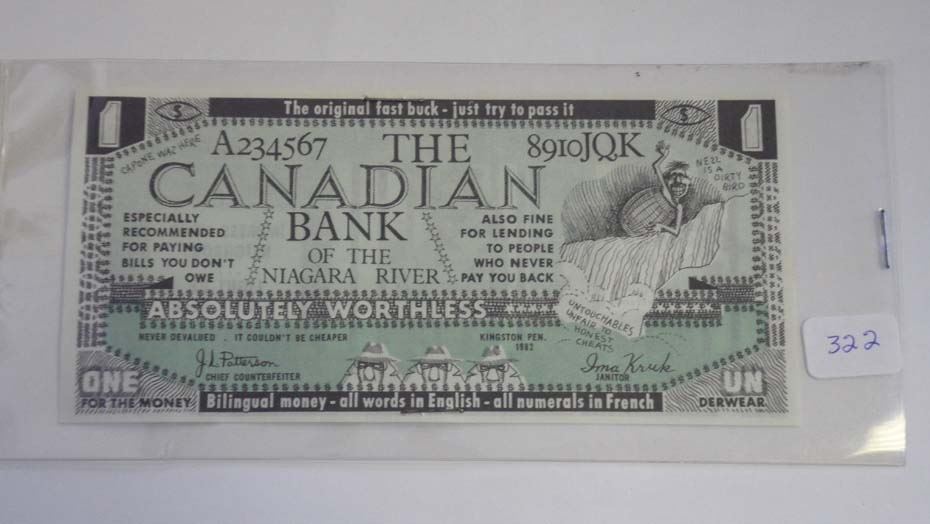 The original fast buck - just try to pass it
1
1
$
$
CAPONE WAZ HERE
A234567
THE
8910JQK
NEZL
IS A
DIRTY
BIRD
CANADIAN
ESPECIALLY
RECOMMENDED
FOR PAYING
BILLS YOU DON'T
OWE
BANK
OF THE
NIAGARA RIVER
ALSO FINE
FOR LENDING
TO PEOPLE
WHO NEVER
PAY YOU BACK
ABSOLUTELY WORTHLESS
UNTOUCHABLES
UNFAIR TO
HONEST
CHEATS
NEVER DEVALUED . IT COULDN'T BE CHEAPER
KINGSTON PEN.
1982
J.L. Patterson
CHIEF COUNTERFEITER
Ima Kruk
JANITOR
ONE
FOR THE MONEY
UN
DERWEAR
Bilingual money - all words in English - all numerals in French
322